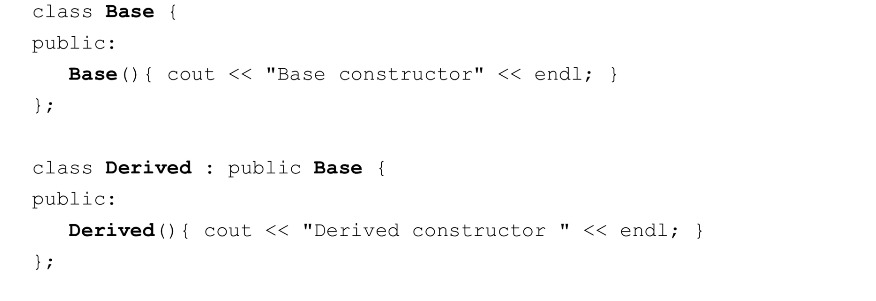 class Base {
public:
   Base(){ cout << "Base constructor" << endl; }
};

class Derived : public Base {
public:
   Derived(){ cout << "Derived constructor " << endl; }
};